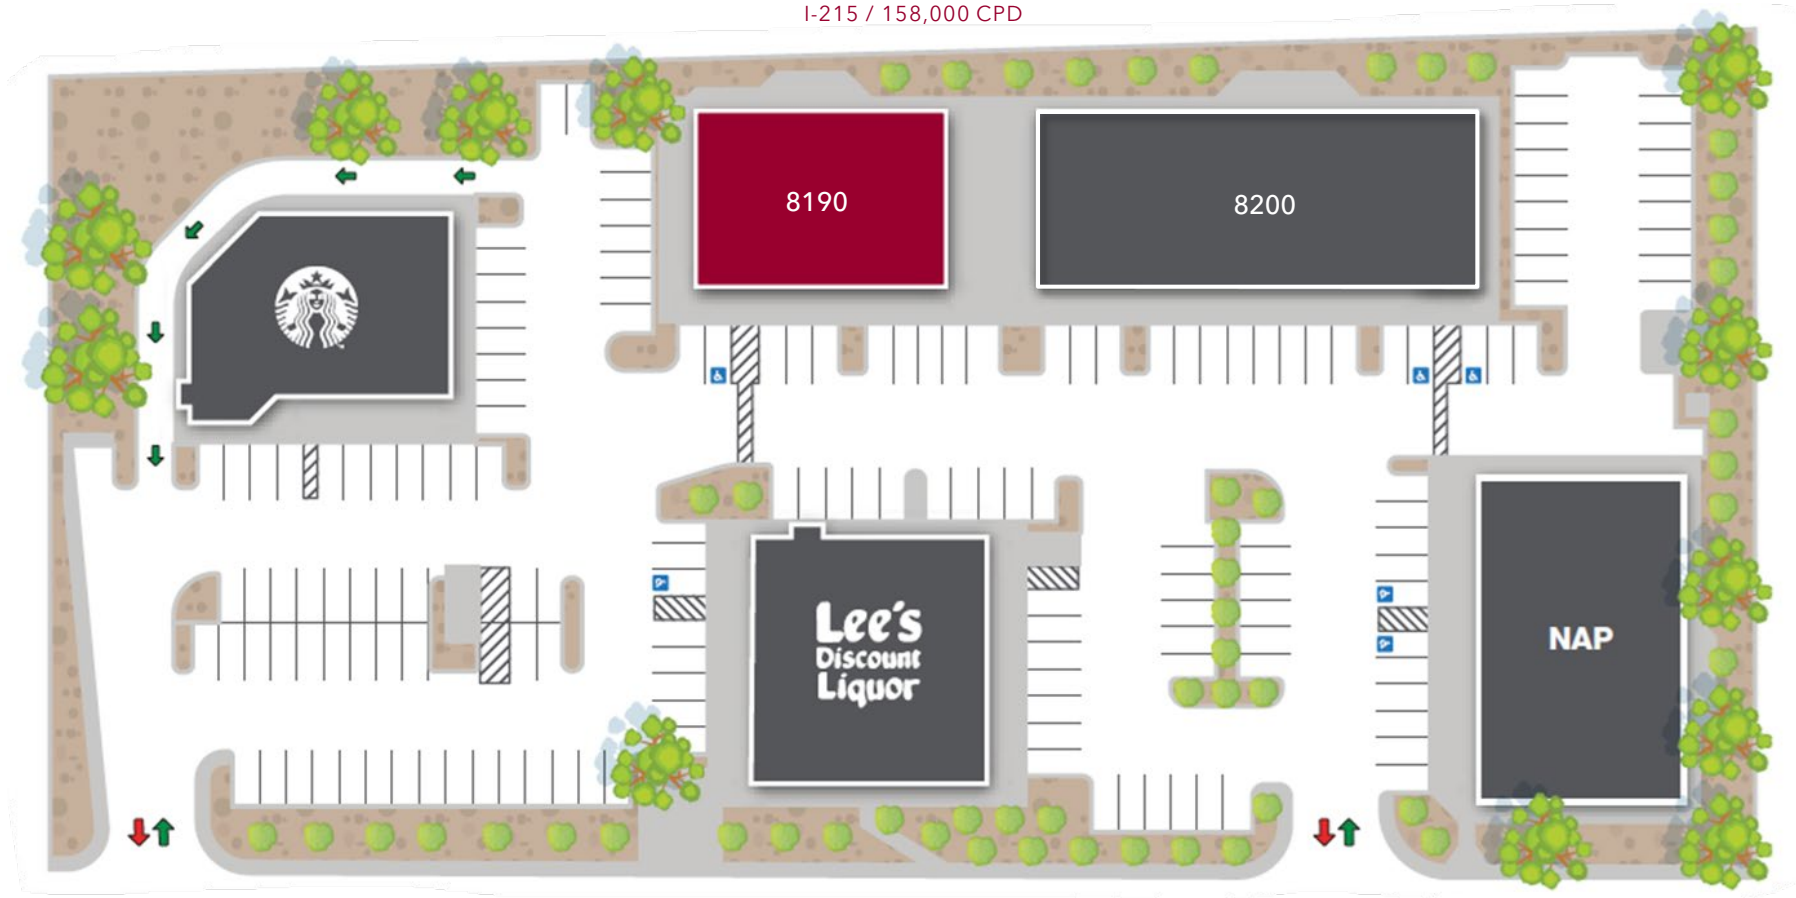 I-215 / 158,000 CPD
8190
8200
Lee's
Discount
Liquor
NAP